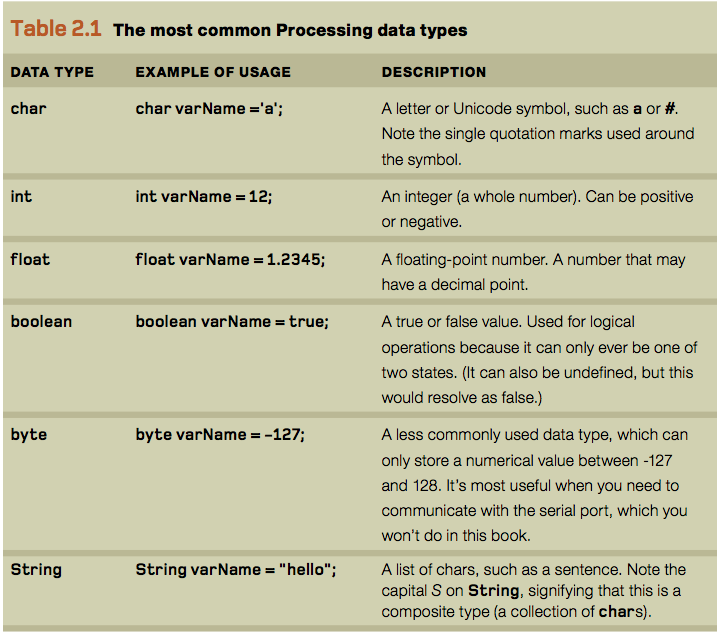 Table 2.1 The most common Processing data types
DATA TYPE EXAMPLE OF USAGE DESCRIPTION
char char varName ='a'; A letter or Unicode symbol, such as a or #.
Note the single quotation marks used around
the symbol.
int int varName = 12; An integer (a whole number). Can be positive
or negative.
float float varName = 1.2345; A floating-point number. A number that may
have a decimal point.
boolean boolean varName = true; A true or false value. Used for logical
operations because it can only ever be one of
two states. (It can also be undefined, but this
would resolve as false.)
byte byte varName = –127; A less commonly used data type, which can
only store a numerical value between -127
and 128. It’s most useful when you need to
communicate with the serial port, which you
won’t do in this book.
String String varName = "hello"; A list of chars, such as a sentence. Note the
capital S on String, signifying that this is a
composite type (a collection of chars).